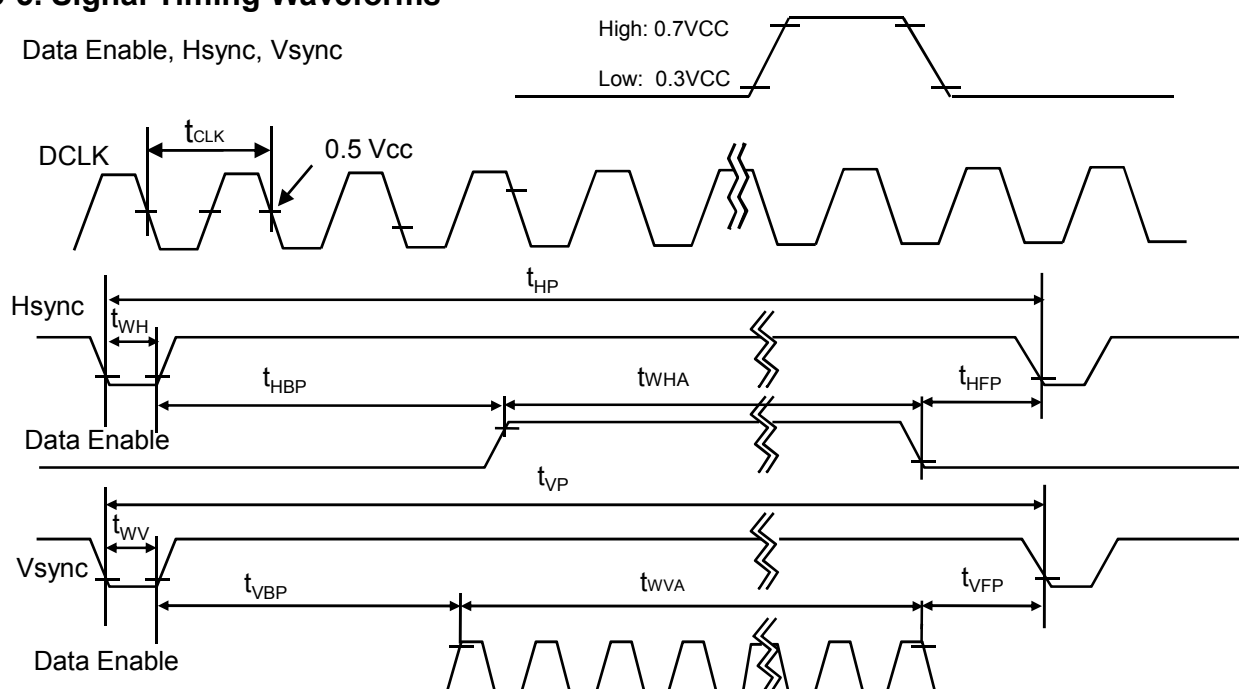 Signal Timing Waveforms
Data Enable, Hsync, Vsync
High: 0.7VCC
Low: 0.3VCC
tCLK
DCLK
0.5 Vcc
tHP
Hsync
tWH
tHBP
tWHA
tHFP
Data Enable
tVP
tWV
Vsync
tVBP
tWVA
tVFP
Data Enable